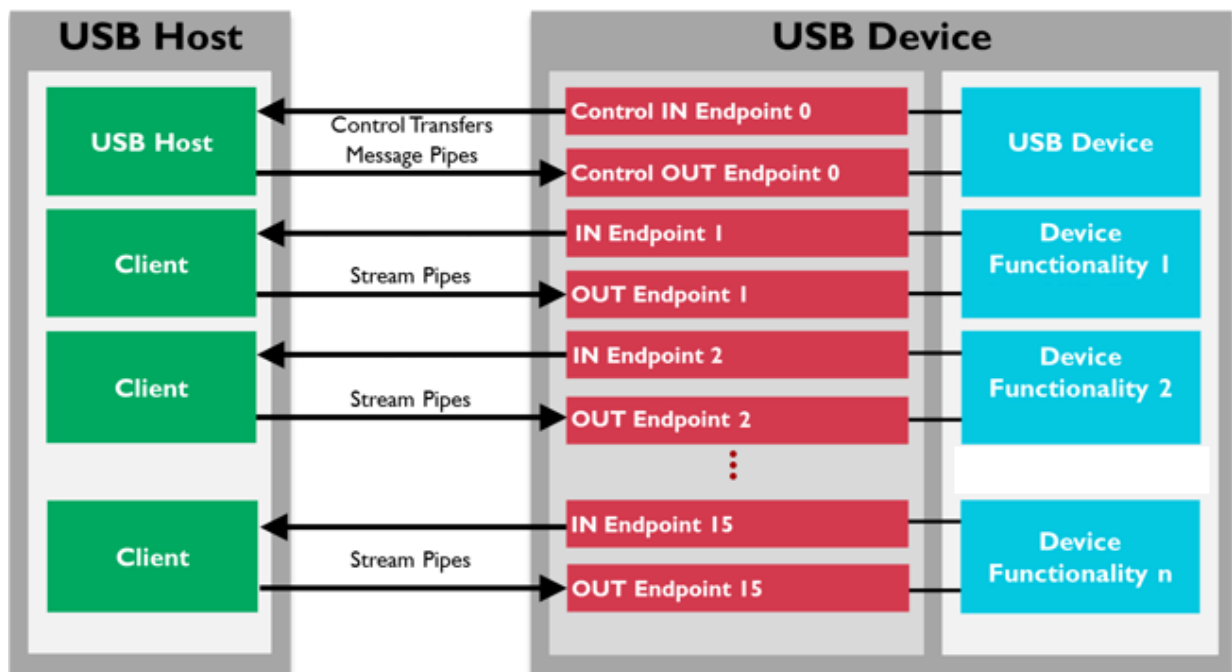 USB Host
USB Device
USB Host
Control Transfers
Message Pipes
Control IN Endpoint 0
Control OUT Endpoint 0
USB Device
Client
Stream Pipes
IN Endpoint 1
OUT Endpoint 1
Device
Functionality 1
Client
Stream Pipes
IN Endpoint 2
OUT Endpoint 2
Device
Functionality 2
Client
Stream Pipes
IN Endpoint 15
OUT Endpoint 15
Device
Functionality n